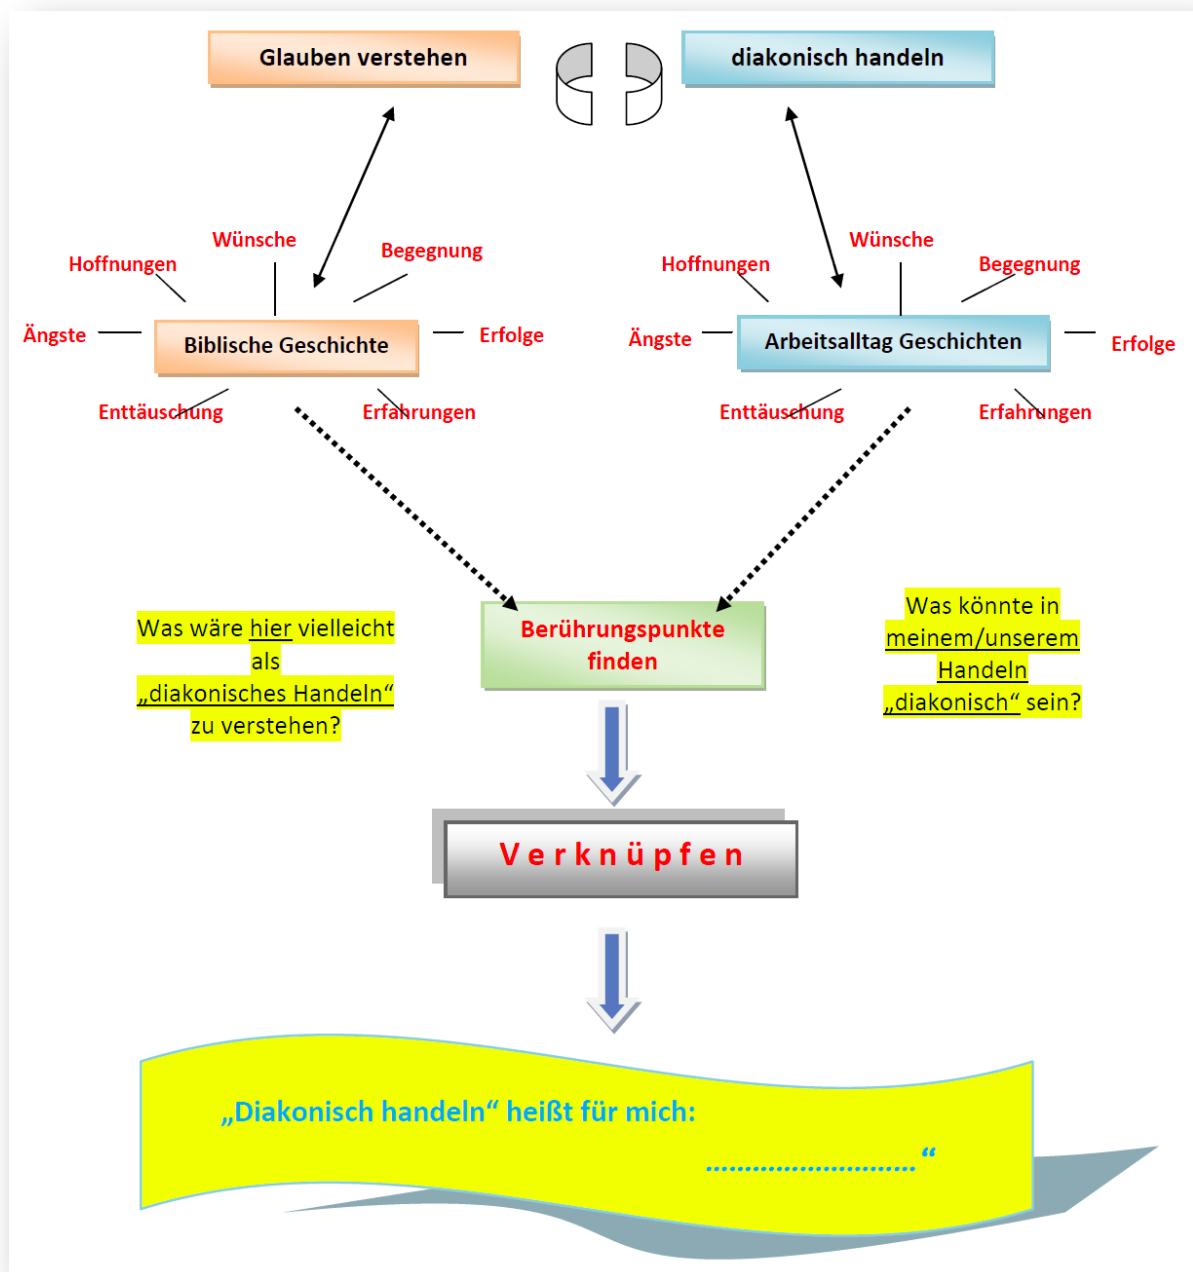 Glauben verstehen
diakonisch handeln
Wünsche
Hoffnungen
Begegnung
Ängste
Biblische Geschichte
Erfolge
Enttäuschung
Erfahrungen
Wünsche
Hoffnungen
Begegnung
Ängste
Arbeitsalltag Geschichten
Erfolge
Enttäuschung
Erfahrungen
Was wäre hier vielleicht
als
„diakonisches Handeln“
zu verstehen?
Berührungspunkte
finden
Was könnte in
meinem/unserem
Handeln
„diakonisch“ sein?
V e r k n ü p f e n
„Diakonisch handeln“ heißt für mich:
........................... “